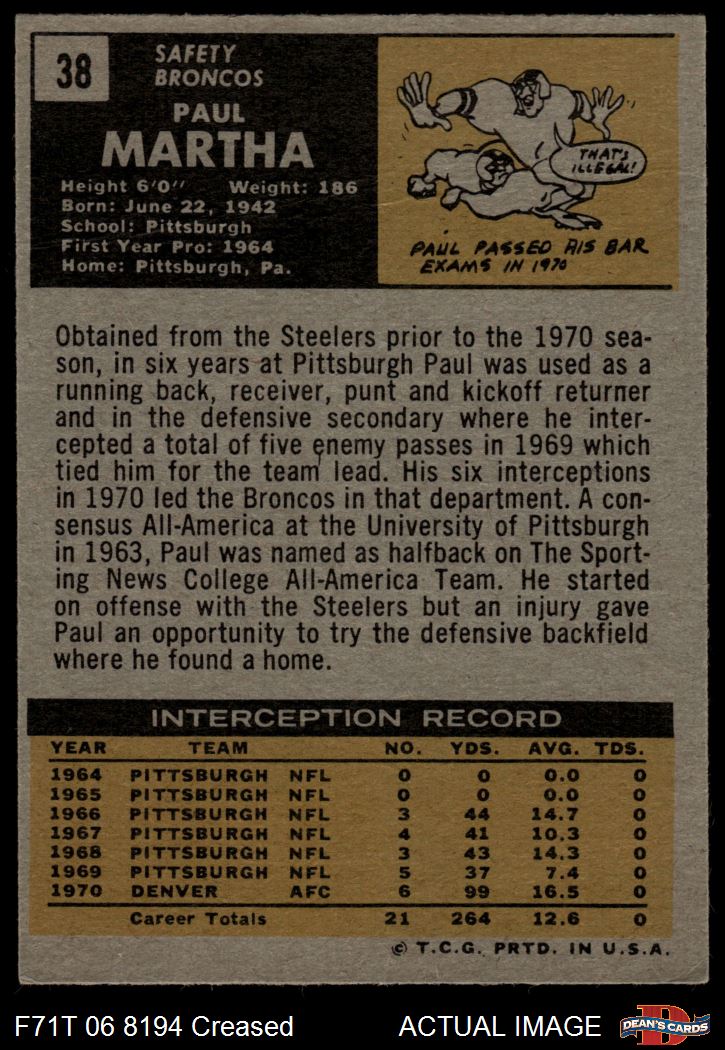 38
SAFETY
BRONCOS
PAUL
MARTHA
Height 6'0" Weight: 186
Born: June 22, 1942
School: Pittsburgh
First Year Pro: 1964
Home: Pittsburgh, Pa.
THAT'S
ILLEGAL!
PAUL PASSED HIS BAR
EXAMS IN 1970
Obtained from the Steelers prior to the 1970 sea-
son, in six years at Pittsburgh Paul was used as a
running back, receiver, punt and kickoff returner
and in the defensive secondary where he inter-
cepted a total of five enemy passes in 1969 which
tied him for the team lead. His six interceptions
in 1970 led the Broncos in that department. A con-
sensus All-America at the University of Pittsburgh
in 1963, Paul was named as halfback on The Sport-
ing News College All-America Team. He started
on offense with the Steelers but an injury gave
Paul an opportunity to try the defensive backfield
where he found a home.
INTERCEPTION RECORD
YEAR TEAM NO. YDS. AVG. TDS.
1964 PITTSBURGH NFL 0 0 0.0 0
1965 PITTSBURGH NFL 0 0 0.0 0
1966 PITTSBURGH NFL 3 44 14.7 0
1967 PITTSBURGH NFL 4 41 10.3 0
1968 PITTSBURGH NFL 3 43 14.3 0
1969 PITTSBURGH NFL 5 37 7.4 0
1970 DENVER AFC 6 99 16.5 0
Career Totals 21 264 12.6 0
© T.C.G. PRTD. IN U.S.A.
F71T 06 8194 Creased ACTUAL IMAGE
D
DEAN'S CARDS